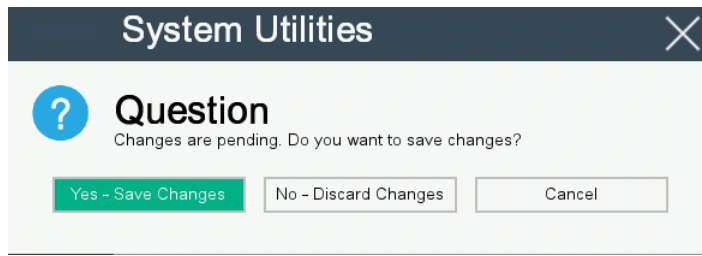 System Utilities
?
Question
Changes are pending. Do you want to save changes?
Yes - Save Changes
No - Discard Changes
Cancel